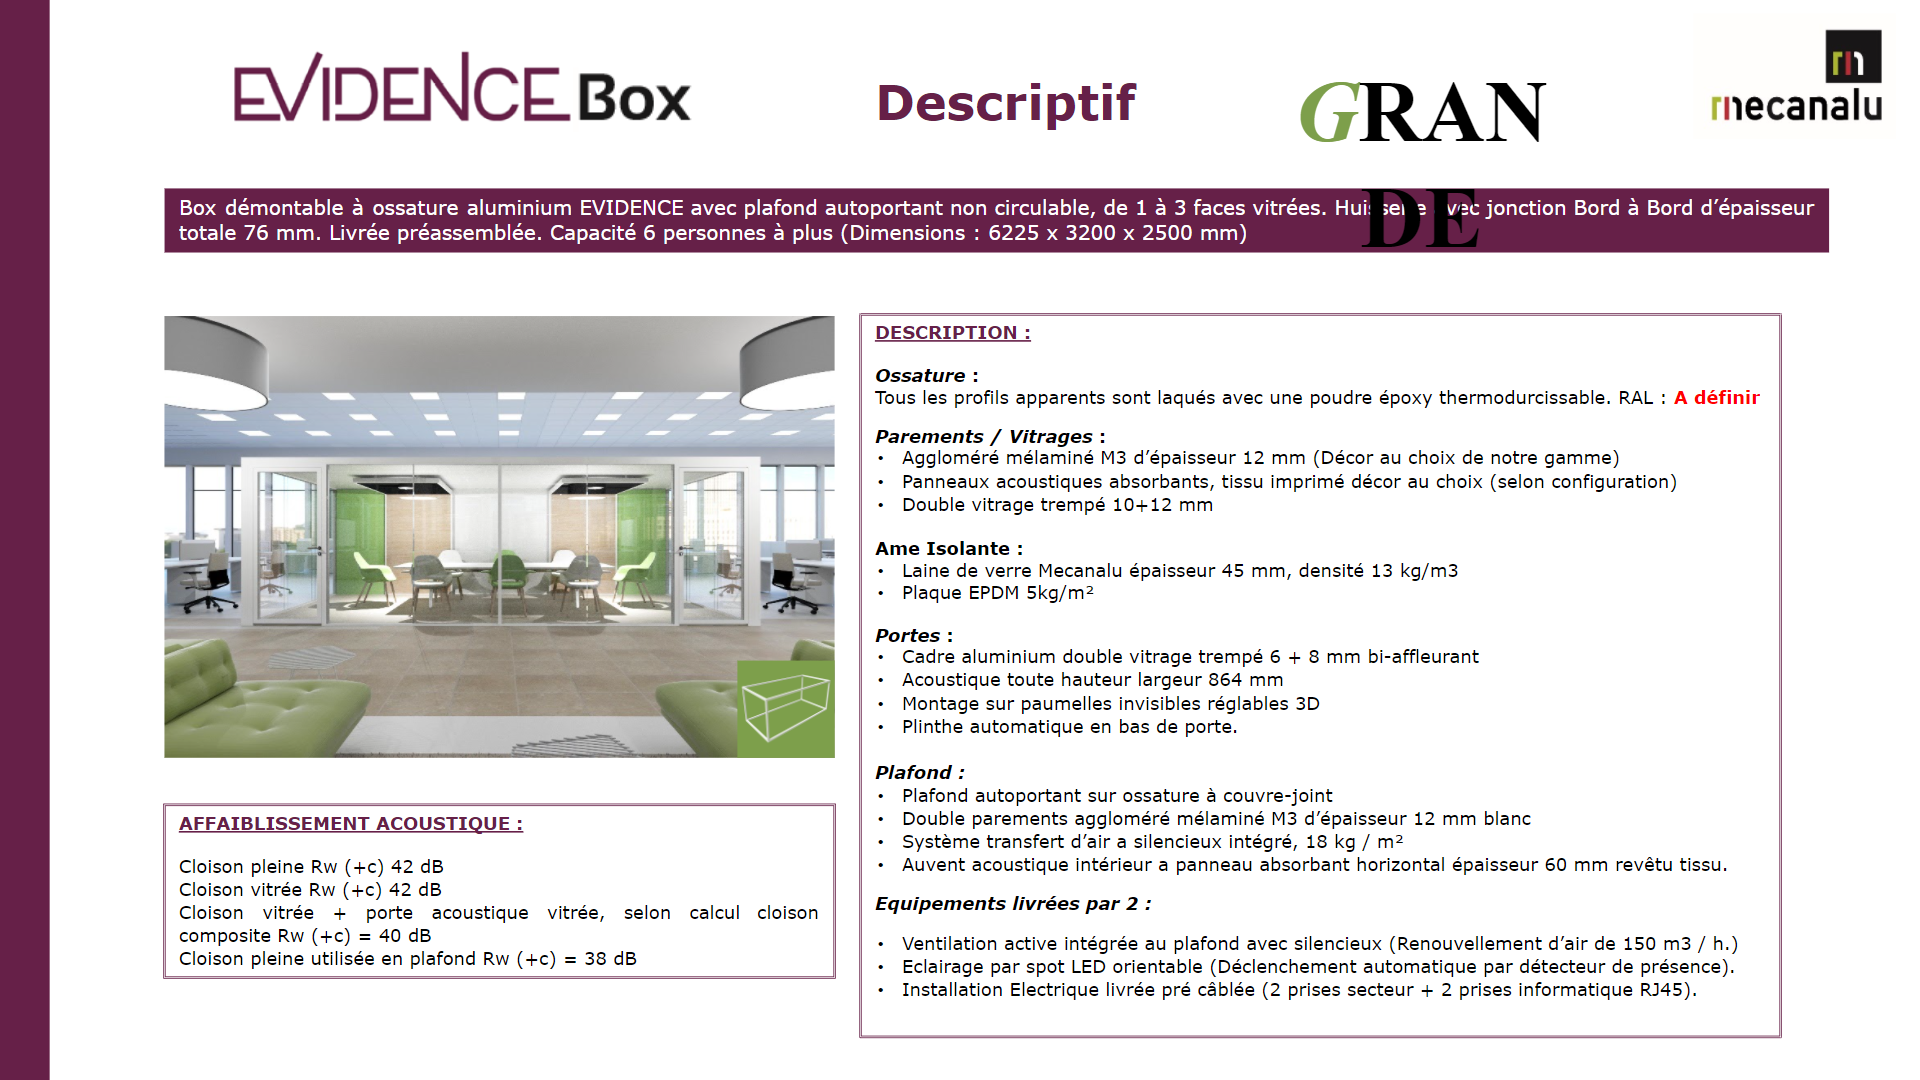 EVIDENCE Box
Descriptif
GRAN
DE
mecanalu
Box démontable à ossature aluminium EVIDENCE avec plafond autoportant non circulable, de 1 à 3 faces vitrées. Huisserie avec jonction Bord à Bord d’épaisseur
totale 76 mm. Livrée préassemblée. Capacité 6 personnes à plus (Dimensions : 6225 x 3200 x 2500 mm)
AFFAIBLISSEMENT ACOUSTIQUE :
Cloison pleine Rw (+c) 42 dB
Cloison vitrée Rw (+c) 42 dB
Cloison vitrée + porte acoustique vitrée, selon calcul cloison
composite Rw (+c) = 40 dB
Cloison pleine utilisée en plafond Rw (+c) = 38 dB
DESCRIPTION :
Ossature :
Tous les profils apparents sont laqués avec une poudre époxy thermodurcissable. RAL : A définir
Parements / Vitrages :
• Aggloméré mélaminé M3 d’épaisseur 12 mm (Décor au choix de notre gamme)
• Panneaux acoustiques absorbants, tissu imprimé décor au choix (selon configuration)
• Double vitrage trempé 10+12 mm
Ame Isolante :
• Laine de verre Mecanalu épaisseur 45 mm, densité 13 kg/m3
• Plaque EPDM 5kg/m²
Portes :
• Cadre aluminium double vitrage trempé 6 + 8 mm bi-affleurant
• Acoustique toute hauteur largeur 864 mm
• Montage sur paumelles invisibles réglables 3D
• Plinthe automatique en bas de porte.
Plafond :
• Plafond autoportant sur ossature à couvre-joint
• Double parements aggloméré mélaminé M3 d’épaisseur 12 mm blanc
• Système transfert d’air a silencieux intégré, 18 kg / m²
• Auvent acoustique intérieur a panneau absorbant horizontal épaisseur 60 mm revêtu tissu.
Equipements livrées par 2 :
• Ventilation active intégrée au plafond avec silencieux (Renouvellement d’air de 150 m3 / h.)
• Eclairage par spot LED orientable (Déclenchement automatique par détecteur de présence).
• Installation Electrique livrée pré câblée (2 prises secteur + 2 prises informatique RJ45).